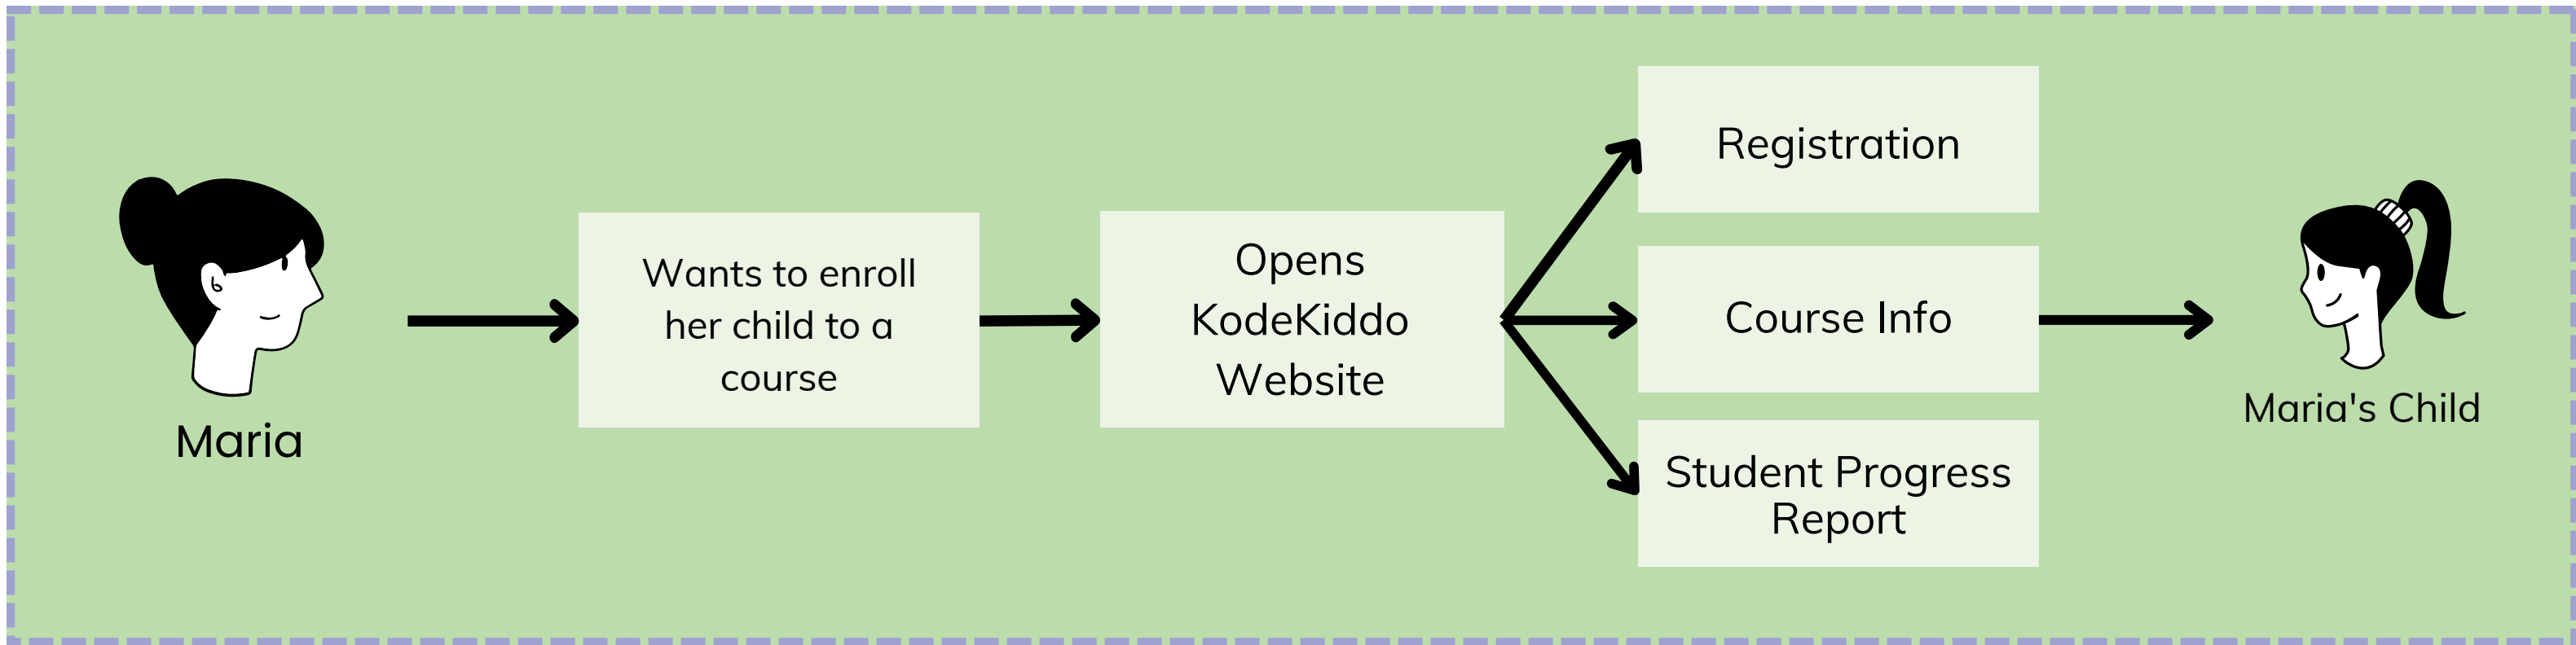 Maria
Wants to enroll
her child to a
course
Opens
KodeKiddo
Website
Registration
Course Info
Student Progress
Report
Maria's Child